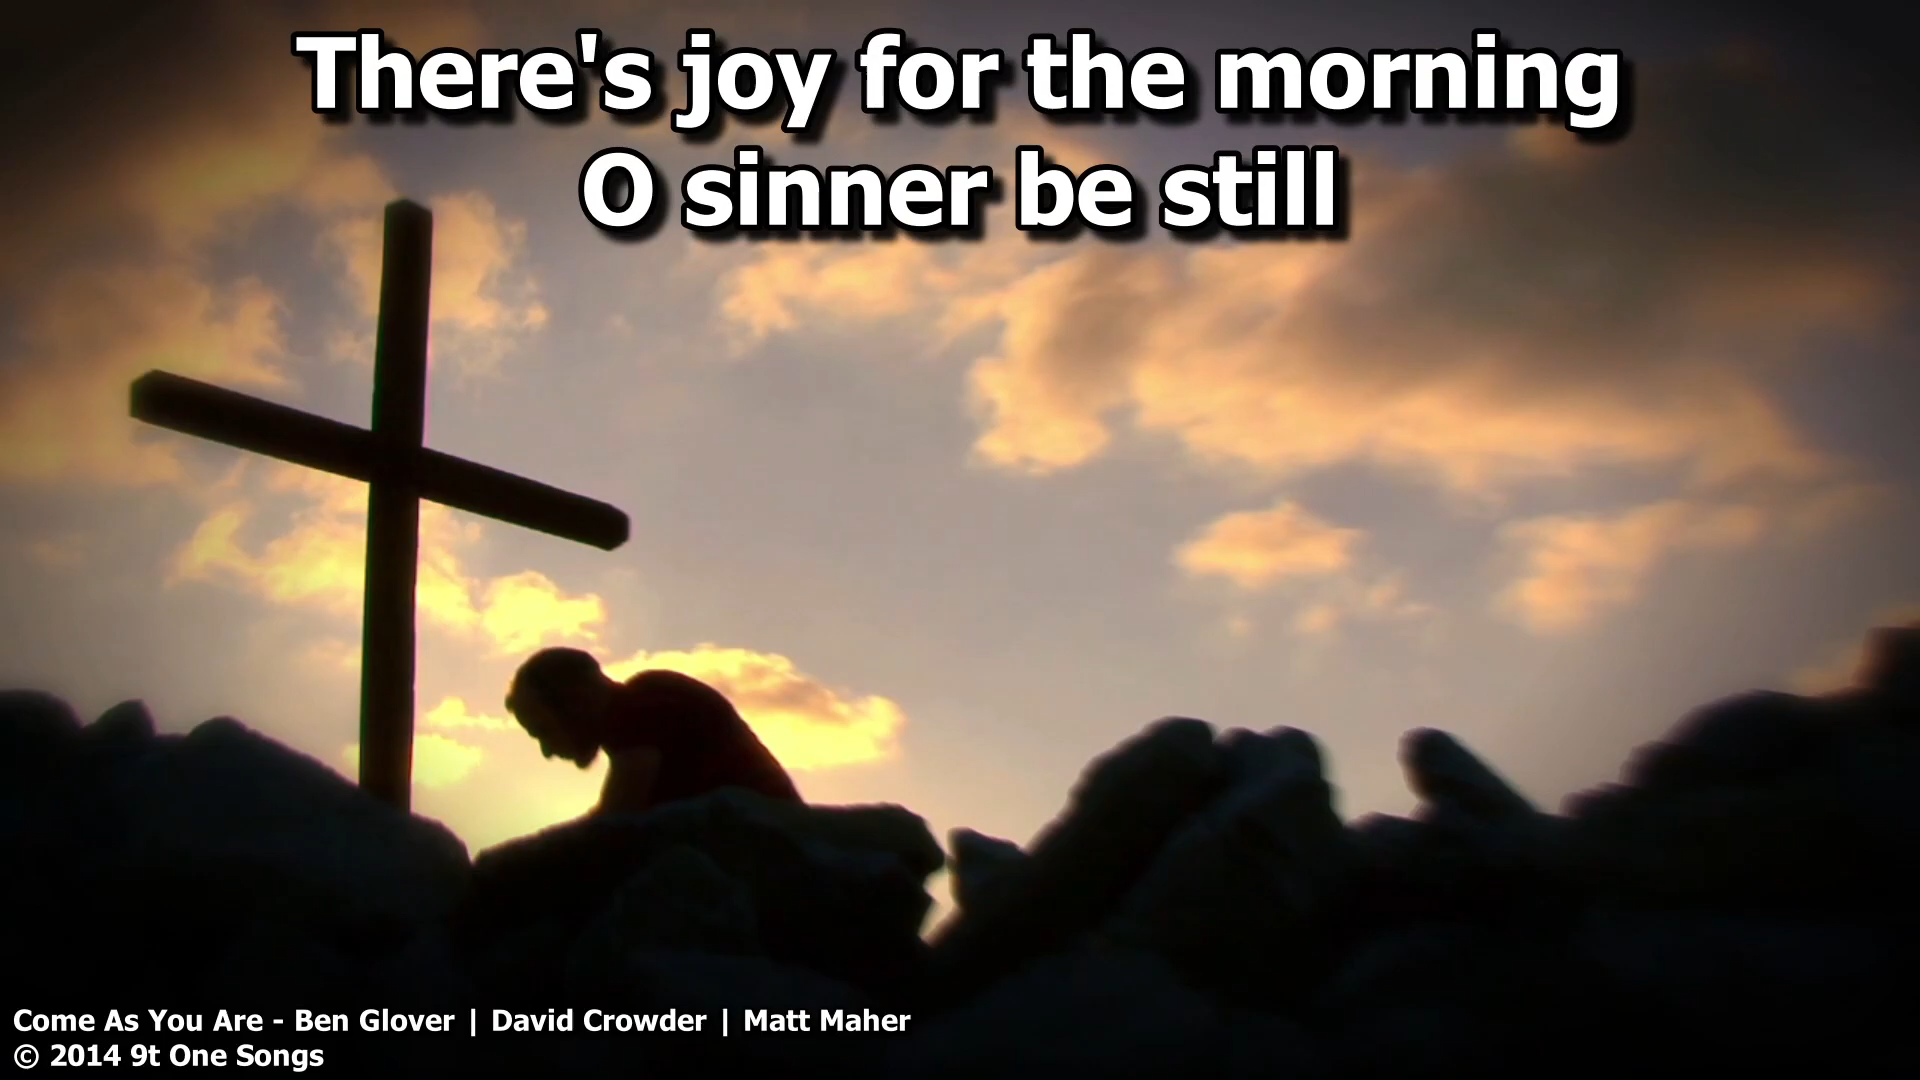 There's joy for the morning
O sinner be still
Come As You Are - Ben Glover | David Crowder | Matt Maher
© 2014 9t One Songs